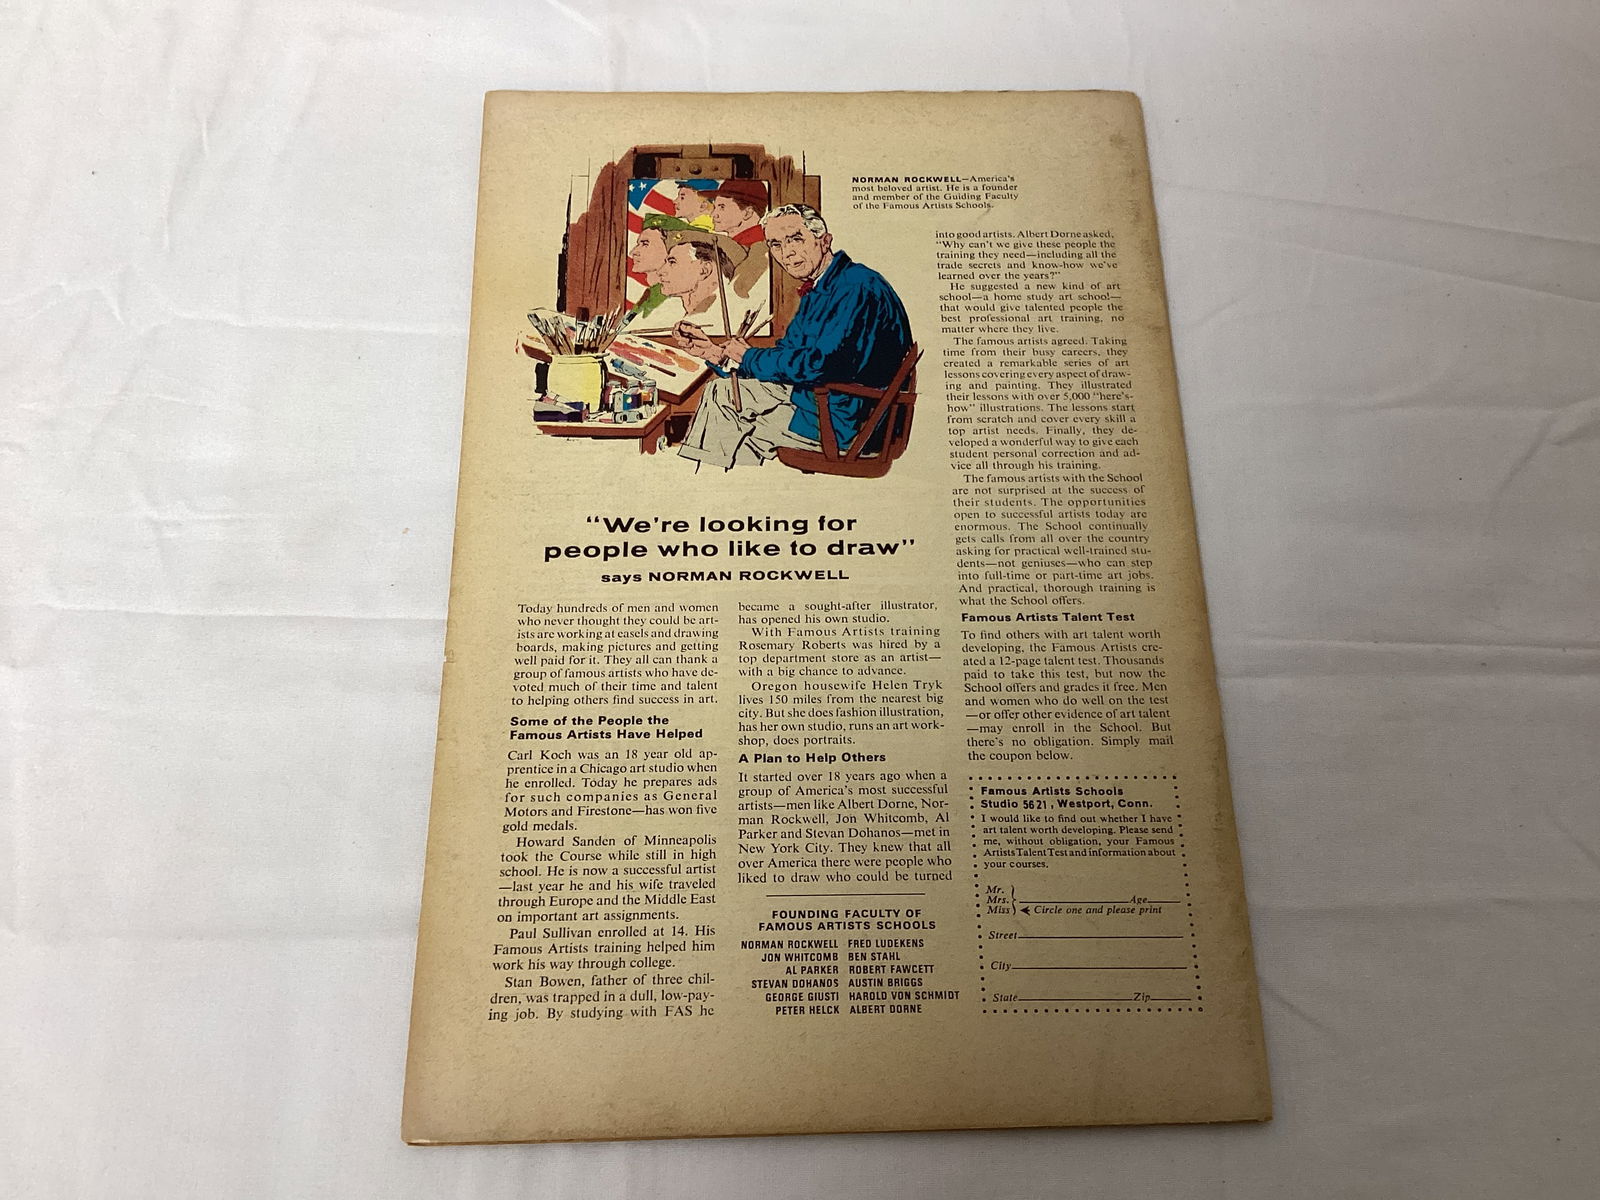 NORMAN ROCKWELL—America's
most beloved artist. He is a founder
and member of the Guiding Faculty
of the Famous Artists Schools.
"We're looking for
people who like to draw"
says NORMAN ROCKWELL
Today hundreds of men and women
who never thought they could be art-
ists are working at easels and drawing
boards, making pictures and getting
well paid for it. They all can thank a
group of famous artists who have de-
voted much of their time and talent
to helping others find success in art.
Some of the People the
Famous Artists Have Helped
Carl Koch was an 18 year old ap-
prentice in a Chicago art studio when
he enrolled. Today he prepares ads
for such companies as General
Motors and Firestone—has won five
gold medals.
Howard Sanden of Minneapolis
took the Course while still in high
school. He is now a successful artist
—last year he and his wife traveled
through Europe and the Middle East
on important art assignments.
Paul Sullivan enrolled at 14. His
Famous Artists training helped him
work his way through college.
Stan Bowen, father of three chil-
dren, was trapped in a dull, low-pay-
ing job. By studying with FAS he
became a sought-after illustrator,
has opened his own studio.
With Famous Artists training
Rosemary Roberts was hired by a
top department store as an artist—
with a big chance to advance.
Oregon housewife Helen Tryk
lives 150 miles from the nearest big
city. But she does fashion illustration,
has her own studio, runs an art work-
shop, does portraits.
A Plan to Help Others
It started over 18 years ago when a
group of America's most successful
artists—men like Albert Dorne, Nor-
man Rockwell, Jon Whitcomb, Al
Parker and Stevan Dohanos—met in
New York City. They knew that all
over America there were people who
liked to draw who could be turned
into good artists. Albert Dorne asked,
"Why can't we give these people the
training they need—including all the
trade secrets and know-how we've
learned over the years?"
He suggested a new kind of art
school—a home study art school—
that would give talented people the
best professional art training, no
matter where they live.
The famous artists agreed. Taking
time from their busy careers, they
created a remarkable series of art
lessons covering every aspect of draw-
ing and painting. They illustrated
their lessons with over 5,000 "here's-
how" illustrations. The lessons start
from scratch and cover every skill a
top artist needs. Finally, they de-
veloped a wonderful way to give each
student personal correction and ad-
vice all through his training.
The famous artists with the School
are not surprised at the success of
their students. The opportunities
open to successful artists today are
enormous. The School continually
gets calls from all over the country
asking for practical well-trained stu-
dents—not geniuses—who can step
into full-time or part-time art jobs.
And practical, thorough training is
what the School offers.
Famous Artists Talent Test
To find others with art talent worth
developing, the Famous Artists cre-
ated a 12-page talent test. Thousands
paid to take this test, but now the
School offers and grades it free. Men
and women who do well on the test
—or offer other evidence of art talent
—may enroll in the School. But
there's no obligation. Simply mail
the coupon below.
FOUNDING FACULTY OF
FAMOUS ARTISTS SCHOOLS
NORMAN ROCKWELL FRED LUDEKENS
JON WHITCOMB BEN STAHL
AL PARKER ROBERT FAWCETT
STEVAN DOHANOS AUSTIN BRIGGS
GEORGE GIUSTI HAROLD VON SCHMIDT
PETER HELCK ALBERT DORNE
Famous Artists Schools
Studio 5621, Westport, Conn.
I would like to find out whether I have
art talent worth developing. Please send
me, without obligation, your Famous
Artists Talent Test and information about
your courses.
Mr.
Mrs. Age
Miss Circle one and please print
Street
City
State Zip